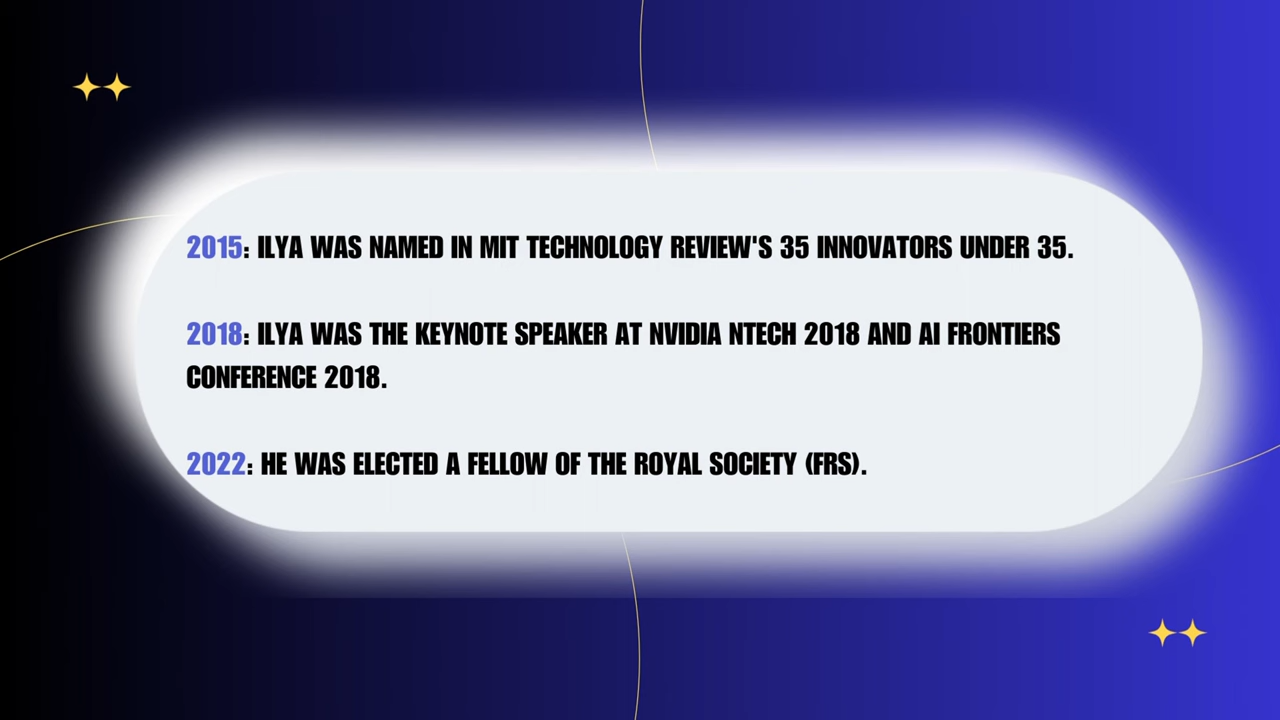 2015: ILYA WAS NAMED IN MIT TECHNOLOGY REVIEW'S 35 INNOVATORS UNDER 35.
2018: ILYA WAS THE KEYNOTE SPEAKER AT NVIDIA NTECH 2018 AND AI FRONTIERS
CONFERENCE 2018.
2022: HE WAS ELECTED A FELLOW OF THE ROYAL SOCIETY (FRS).